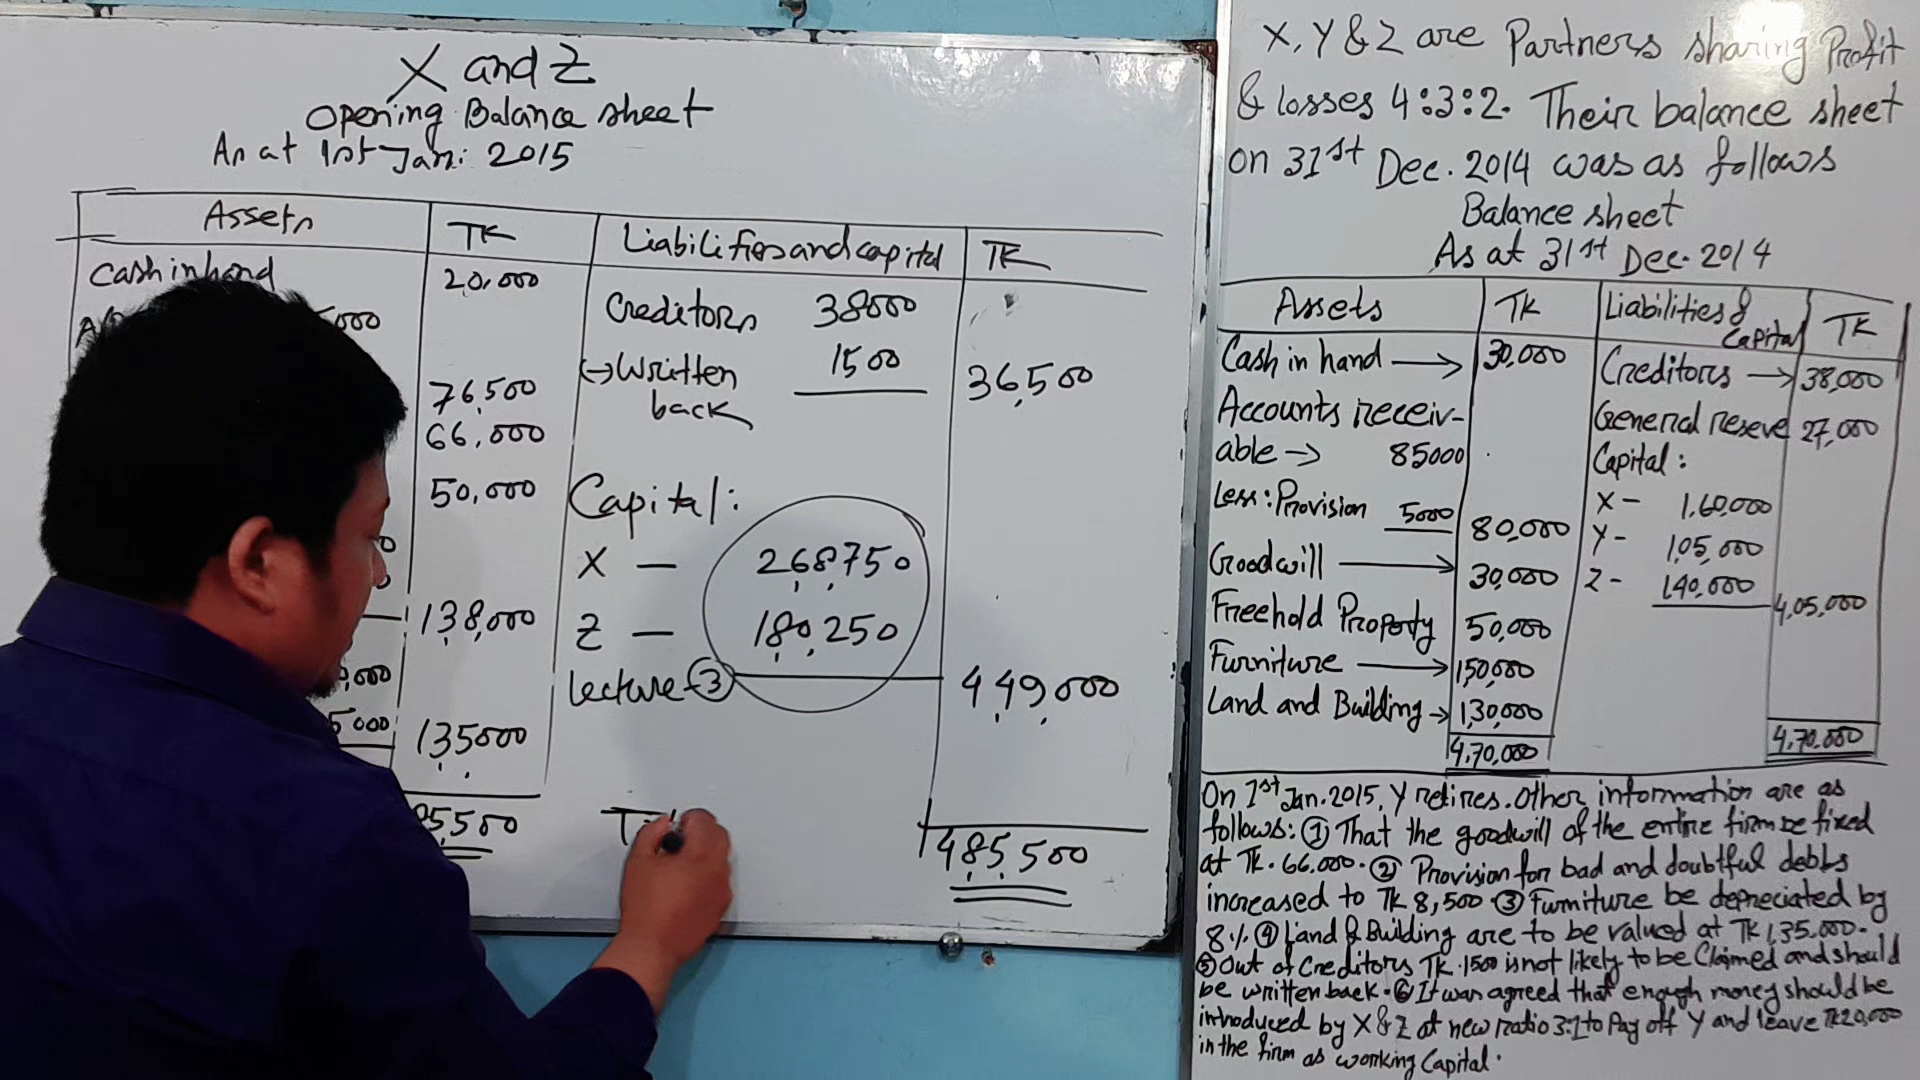 X and Z
Opening Balance sheet
As at 1st Jan: 2015
Assets TK Liabilities and capital TK
Cash in hand 20,000
Creditors 38000
(-) Written back 1500 36,500
76,500
66,000
50,000
Capital:
X — 268,750
138,000
Z — 180,250
Lecture-3 449,000
5000 135000
485,500
X, Y & Z are Partners sharing Profit
& losses 4:3:2. Their balance sheet
on 31st Dec. 2014 was as follows
Balance sheet
As at 31st Dec. 2014
Assets TK Liabilities & Capital TK
Cash in hand → 30,000 Creditors → 38,000
Accounts receiv- General reseve 27,000
able → 85000 Capital:
Less: Provision 5000 80,000 X - 1,60,000
Y - 1,05,000
Goodwill → 30,000 Z - 140,000 4,05,000
Freehold Property 50,000
Furniture → 1,50,000
Land and Building → 1,30,000
4,70,000 4,70,000
On 1st Jan. 2015, Y retires. Other information are as
follows: ① That the goodwill of the entire firm be fixed
at TK. 66,000. ② Provision for bad and doubtful debts
increased to TK 8,500 ③ Furniture be depreciated by
8% ④ Land & Building are to be valued at TK 1,35,000.
⑤ Out of Creditors TK. 1500 is not likely to be Claimed and should
be written back. ⑥ It was agreed that enough money should be
introduced by X & Z at new ratio 3:1 to Pay off Y and leave TK 20,000
in the firm as working Capital.